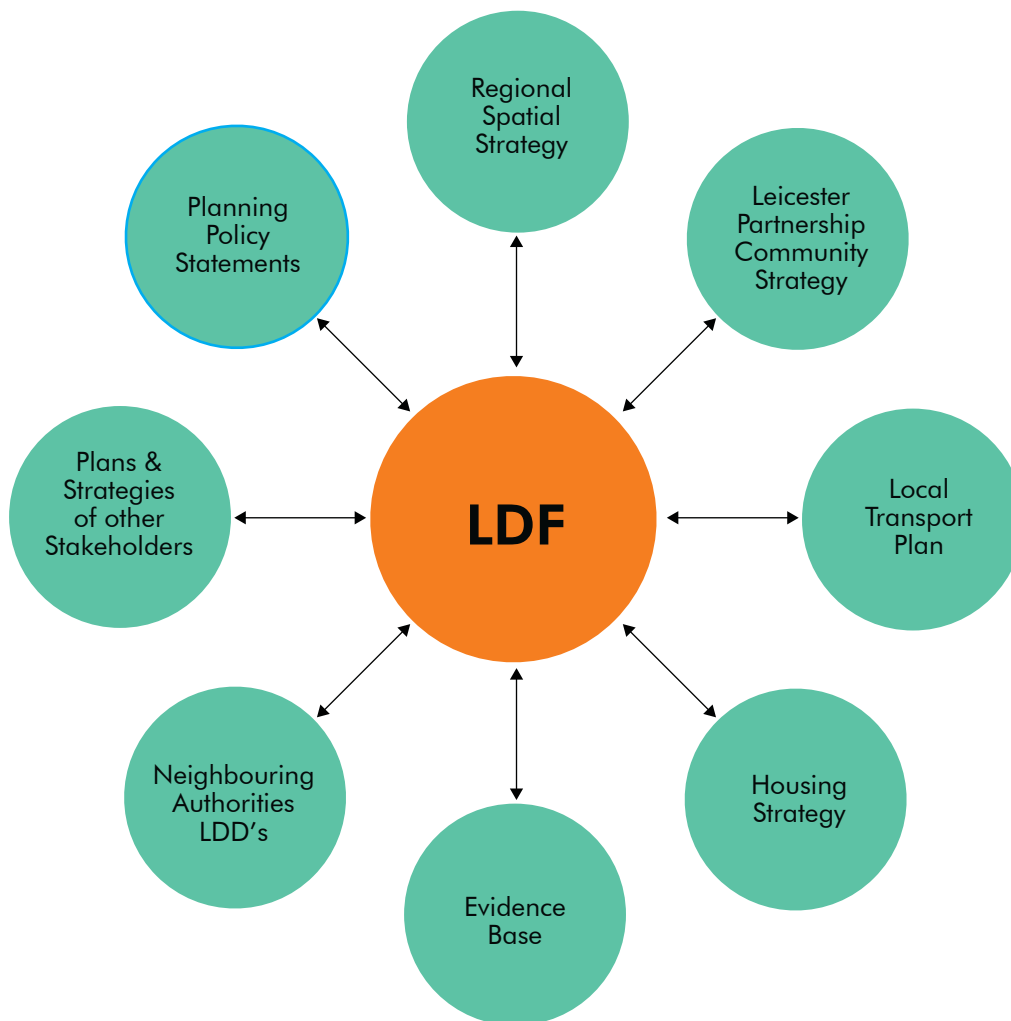 Regional
Spatial
Strategy
Planning
Policy
Statements
Leicester
Partnership
Community
Strategy
Plans &
Strategies
of other
Stakeholders
LDF
Local
Transport
Plan
Neighbouring
Authorities
LDD's
Housing
Strategy
Evidence
Base